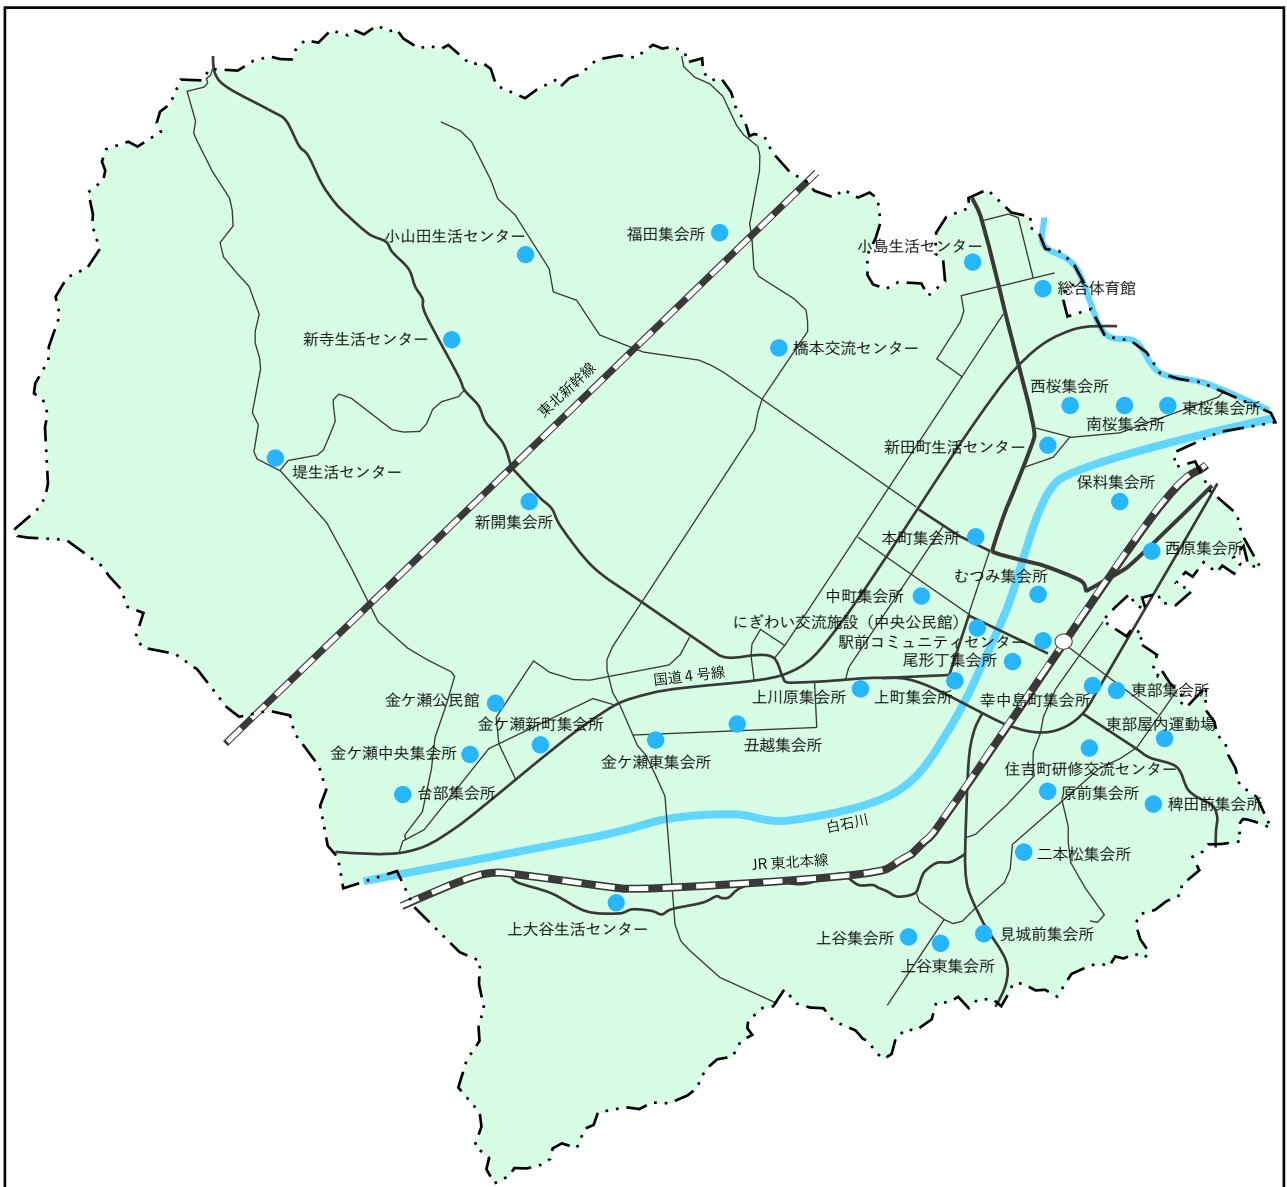 小山田生活センター
福田集会所
小島生活センター
総合体育館
新寺生活センター
橋本交流センター
東北新幹線
西桜集会所
南桜集会所
東桜集会所
新田町生活センター
堤生活センター
保料集会所
新開集会所
本町集会所
西原集会所
むつみ集会所
中町集会所
にぎわい交流施設（中央公民館）
駅前コミュニティセンター
尾形丁集会所
国道４号線
上川原集会所
上町集会所
幸中島町集会所
東部集会所
金ケ瀬公民館
金ケ瀬新町集会所
東部屋内運動場
金ケ瀬中央集会所
金ケ瀬東集会所
丑越集会所
住吉町研修交流センター
台部集会所
原前集会所
稗田前集会所
白石川
JR 東北本線
二本松集会所
上大谷生活センター
上谷集会所
見城前集会所
上谷東集会所